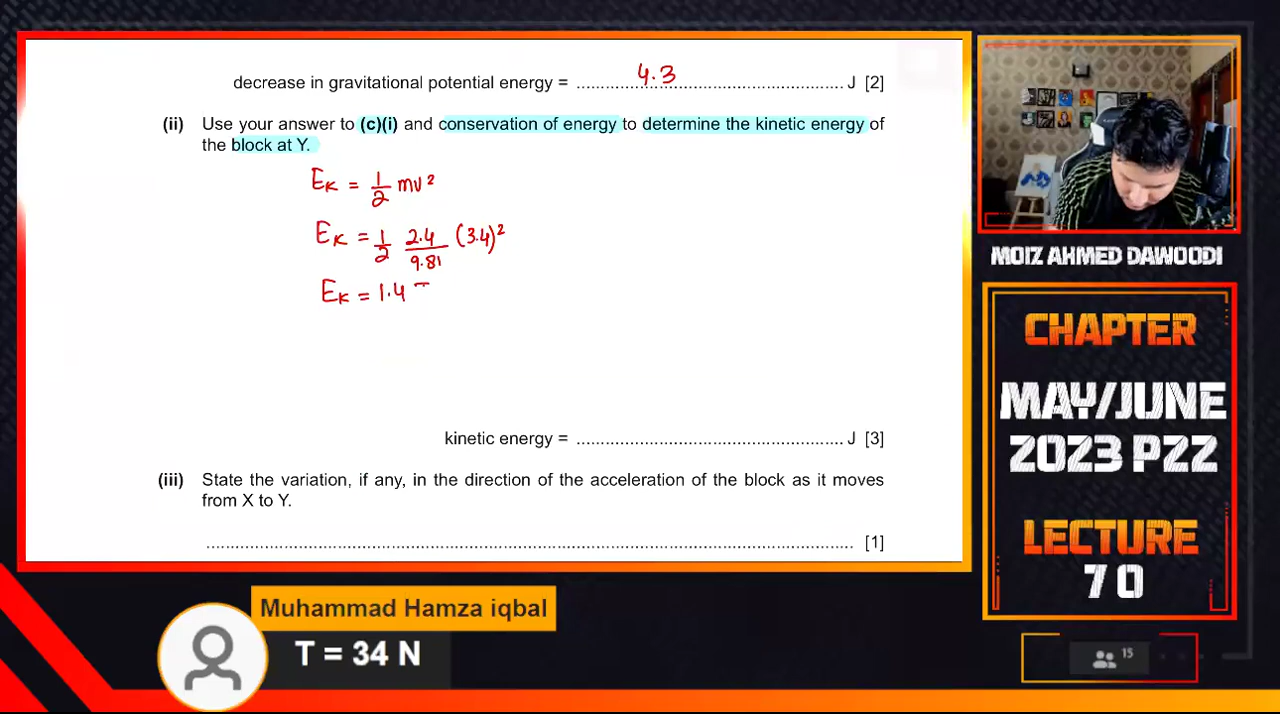 decrease in gravitational potential energy = ........ 4.3 ........ J [2]
(ii) Use your answer to (c)(i) and conservation of energy to determine the kinetic energy of
the block at Y.
Eₖ = 1/2 mv²
Eₖ = 1/2 2.4/9.81 (3.4)²
Eₖ = 1.4
kinetic energy = ................ J [3]
(iii) State the variation, if any, in the direction of the acceleration of the block as it moves
from X to Y.
................ [1]
MOIZ AHMED DAWOODI
CHAPTER
MAY/JUNE
2023 P22
LECTURE
70
15
Muhammad Hamza iqbal
T = 34 N